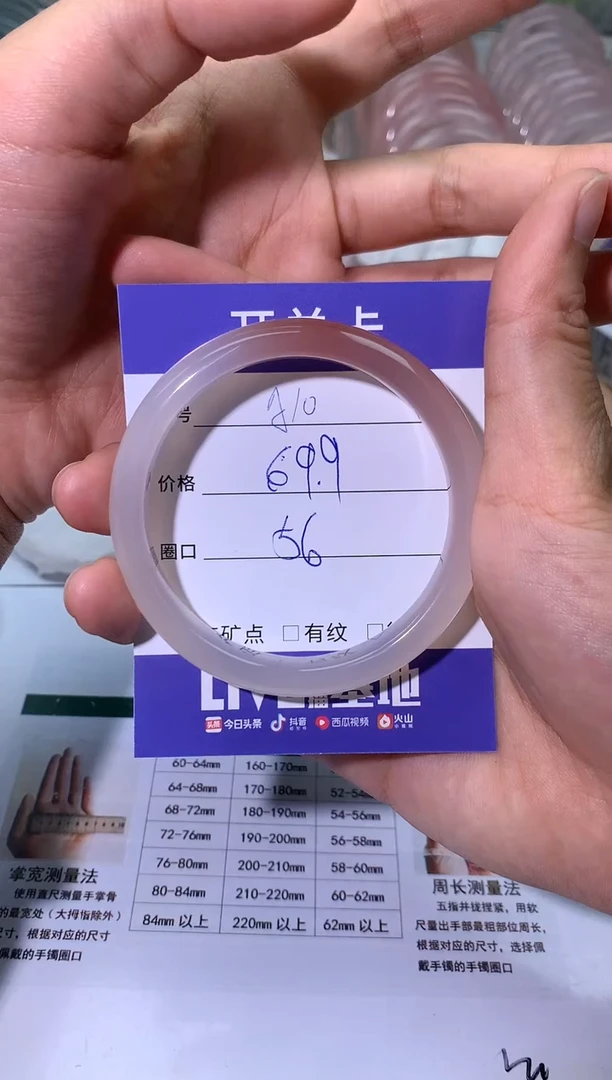 号
710
价格 69.9
圈口 56
矿点 □有纹 □
LIV
基地
头条 今日头条 抖音 西瓜视频 火山
60-64mm 160-170mm
64-68mm 170-180mm 52-54
68-72mm 180-190mm 54-56mm
72-76mm 190-200mm 56-58mm
76-80mm 200-210mm 58-60mm
80-84mm 210-220mm 60-62mm
84mm 以上 220mm 以上 62mm 以上
掌宽测量法
使用直尺测量手掌骨
的最宽处（大拇指除外）
尺寸，根据对应的尺寸
佩戴的手镯圈口
周长测量法
五指并拢捏紧，用软
尺量出手部最粗部位周长，
根据对应的尺寸，选择佩
戴手镯的手镯圈口